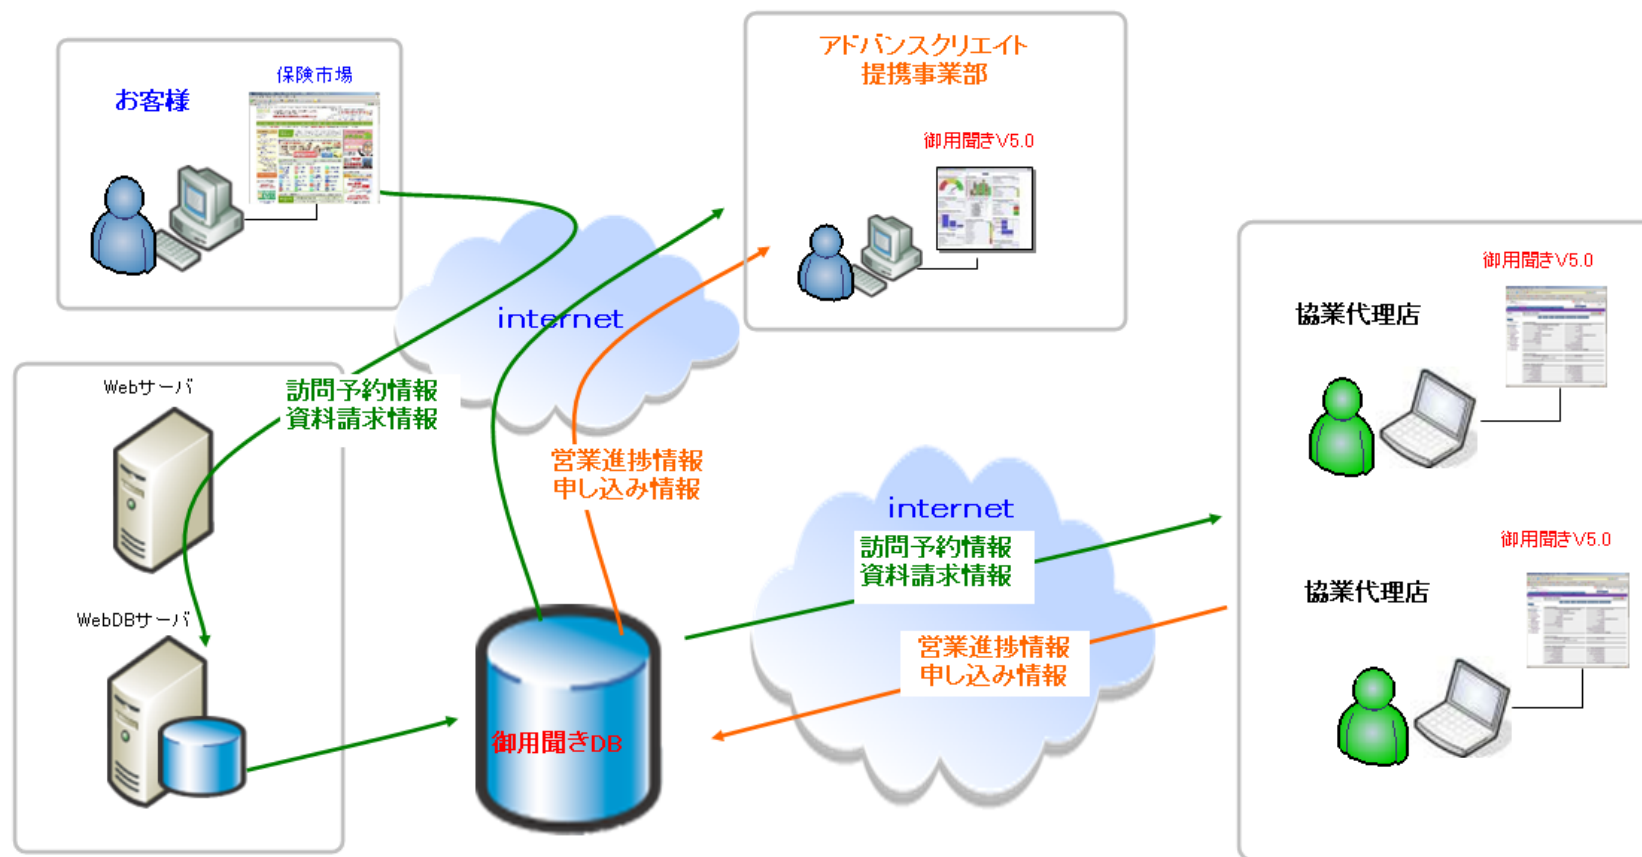 保険市場
お客様
アドバンスクリエイト
提携事業部
御用聞きV5.0
internet
御用聞きV5.0
協業代理店
Webサーバ
訪問予約情報
資料請求情報
営業進捗情報
申し込み情報
internet
訪問予約情報
資料請求情報
御用聞きV5.0
協業代理店
WebDBサーバ
営業進捗情報
申し込み情報
御用聞きDB